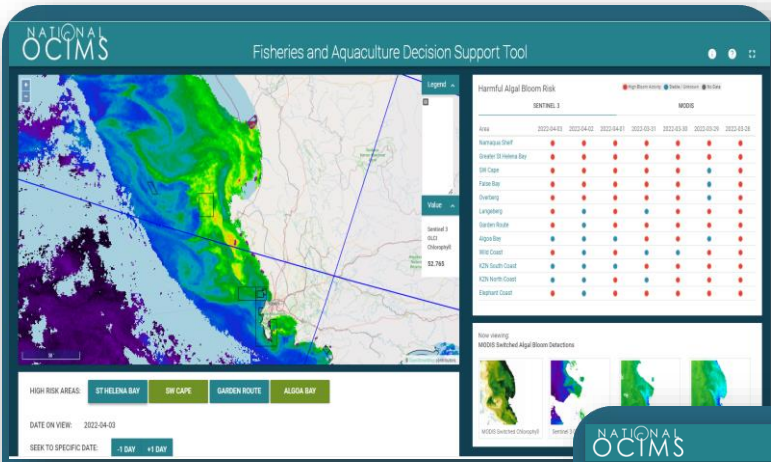 NATIONAL
OCIMS
Fisheries and Aquaculture Decision Support Tool
Legend
Value
Sentinel 3
OLCI
Chlorophyll
52.765
HIGH RISK AREAS: ST HELENA BAY SW CAPE GARDEN ROUTE ALGOA BAY
DATE ON VIEW: 2022-04-03
SEEK TO SPECIFIC DATE: -1 DAY +1 DAY
Harmful Algal Bloom Risk
High Bloom Activity Stable / Unknown No Data
SENTINEL 3 MODIS
Area 2022-04-03 2022-04-02 2022-04-01 2022-03-31 2022-03-30 2022-03-29 2022-03-28
Namaqua Shelf
Greater St Helena Bay
SW Cape
False Bay
Overberg
Langeberg
Garden Route
Algoa Bay
Wild Coast
KZN South Coast
KZN North Coast
Elephant Coast
Now viewing:
MODIS Switched Algal Bloom Detections
MODIS Switched Chlorophyll Sentinel 3
NATIONAL
OCIMS